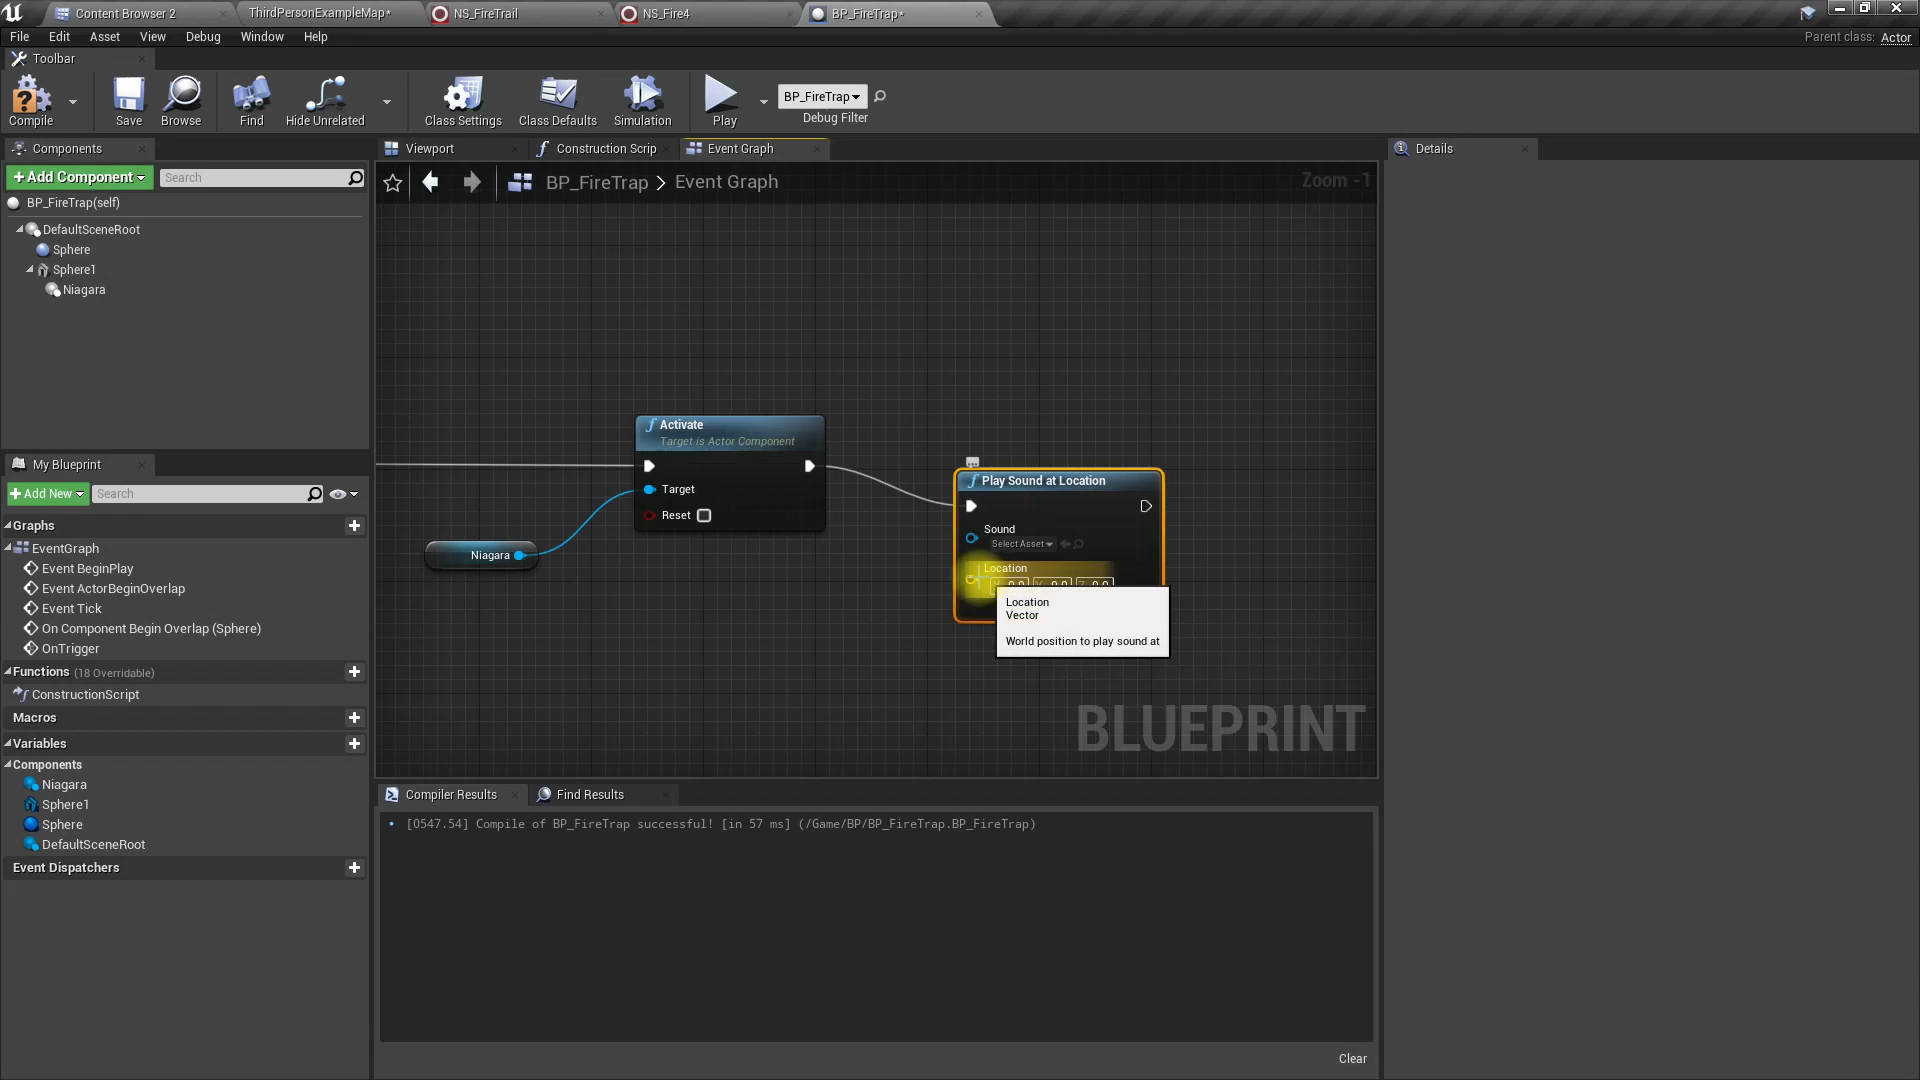 Content Browser 2
ThirdPersonExampleMap*
NS_FireTrail
NS_Fire4
BP_FireTrap*
File
Edit
Asset
View
Debug
Window
Help
Parent class: Actor
Toolbar
Compile
Save
Browse
Find
Hide Unrelated
Class Settings
Class Defaults
Simulation
Play
BP_FireTrap
Debug Filter
Components
Viewport
Construction Scrip
Event Graph
Details
+ Add Component
Search
BP_FireTrap > Event Graph
Zoom -1
BP_FireTrap(self)
DefaultSceneRoot
Sphere
Sphere1
Niagara
Activate
Target is Actor Component
Target
Reset
Niagara
Play Sound at Location
Sound
Select Asset
Location
Location
Vector
World position to play sound at
BLUEPRINT
My Blueprint
+ Add New
Search
Graphs
EventGraph
Event BeginPlay
Event ActorBeginOverlap
Event Tick
On Component Begin Overlap (Sphere)
OnTrigger
Functions (18 Overridable)
ConstructionScript
Macros
Variables
Components
Niagara
Sphere1
Sphere
DefaultSceneRoot
Event Dispatchers
Compiler Results
Find Results
• [0547.54] Compile of BP_FireTrap successful! [in 57 ms] (/Game/BP/BP_FireTrap.BP_FireTrap)
Clear